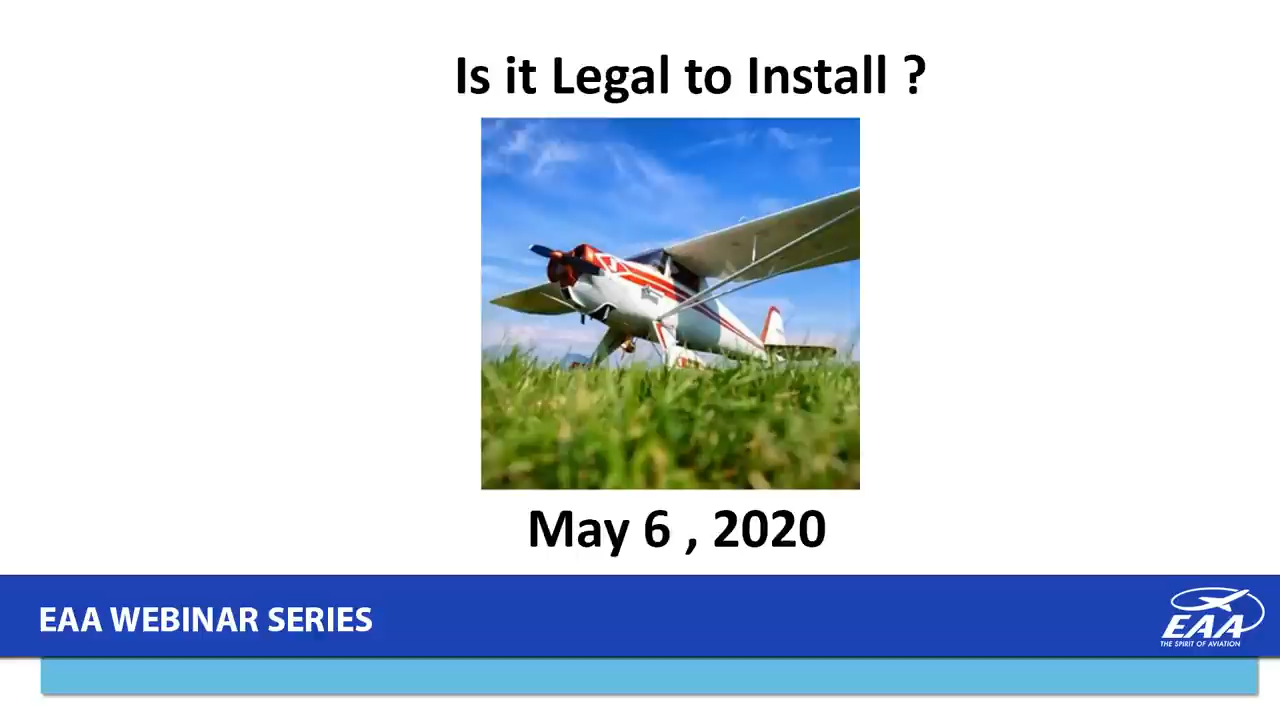 Is it Legal to Install ?
May 6 , 2020
EAA WEBINAR SERIES
EAA
THE SPIRIT OF AVIATION